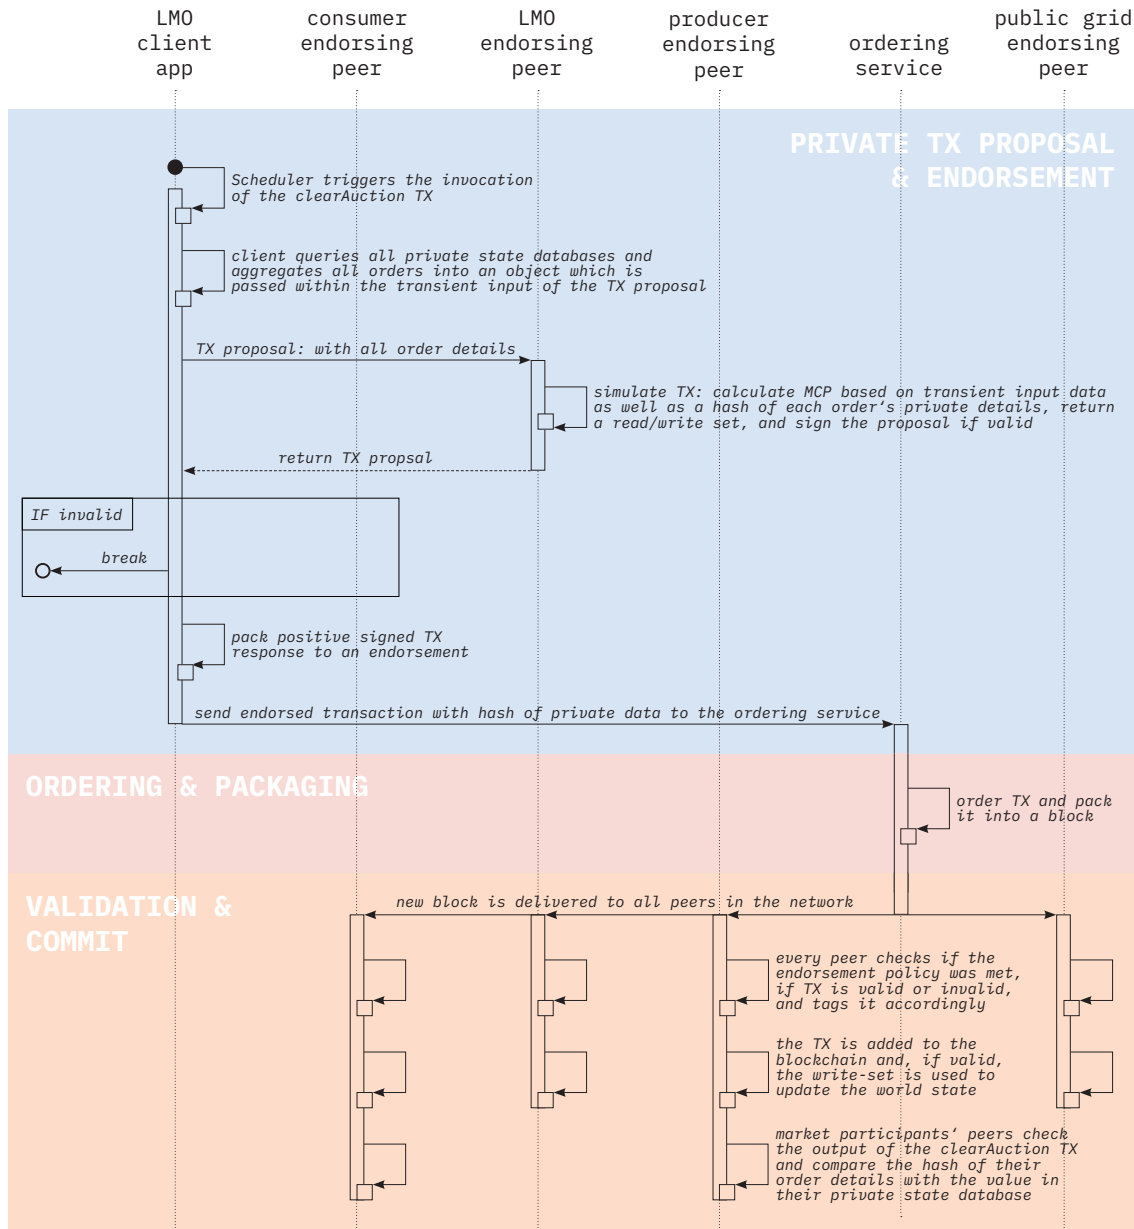 LMO
client
app
consumer
endorsing
peer
LMO
endorsing
peer
producer
endorsing
peer
ordering
service
public grid
endorsing
peer
PRIVATE TX PROPOSAL
& ENDORSEMENT
Scheduler triggers the invocation
of the clearAuction TX
client queries all private state databases and
aggregates all orders into an object which is
passed within the transient input of the TX proposal
TX proposal: with all order details
simulate TX: calculate MCP based on transient input data
as well as a hash of each order‘s private details, return
a read/write set, and sign the proposal if valid
return TX propsal
IF invalid
break
pack positive signed TX
response to an endorsement
send endorsed transaction with hash of private data to the ordering service
ORDERING & PACKAGING
order TX and pack
it into a block
VALIDATION &
COMMIT
new block is delivered to all peers in the network
every peer checks if the
endorsement policy was met,
if TX is valid or invalid,
and tags it accordingly
the TX is added to the
blockchain and, if valid,
the write-set is used to
update the world state
market participants‘ peers check
the output of the clearAuction TX
and compare the hash of their
order details with the value in
their private state database